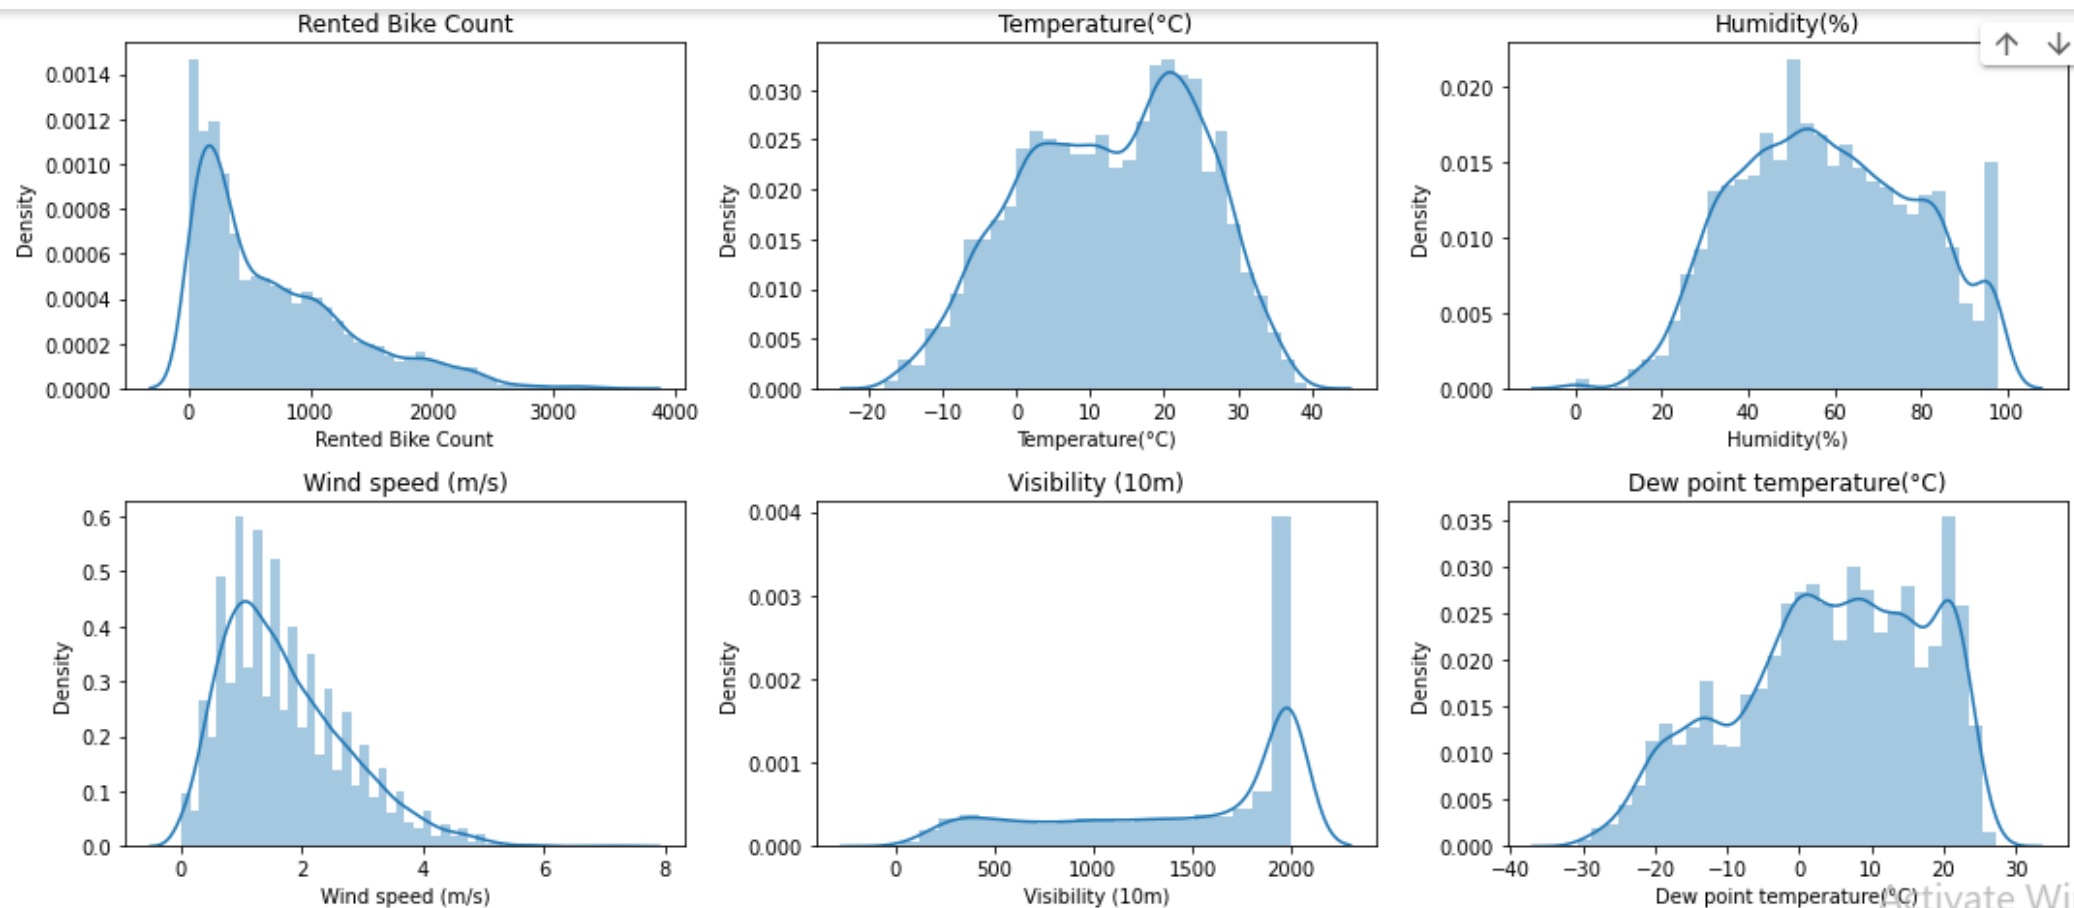 Rented Bike Count
0.0014
0.0012
0.0010
0.0008
0.0006
0.0004
0.0002
0.0000
Density
0 1000 2000 3000 4000
Rented Bike Count
Temperature(°C)
0.030
0.025
0.020
0.015
0.010
0.005
0.000
Density
−20 −10 0 10 20 30 40
Temperature(°C)
Humidity(%)
0.020
0.015
0.010
0.005
0.000
Density
0 20 40 60 80 100
Humidity(%)
Wind speed (m/s)
0.6
0.5
0.4
0.3
0.2
0.1
0.0
Density
0 2 4 6 8
Wind speed (m/s)
Visibility (10m)
0.004
0.003
0.002
0.001
0.000
Density
0 500 1000 1500 2000
Visibility (10m)
Dew point temperature(°C)
0.035
0.030
0.025
0.020
0.015
0.010
0.005
0.000
Density
−40 −30 −20 −10 0 10 20 30
Dew point temperature(°C)
Activate Wi